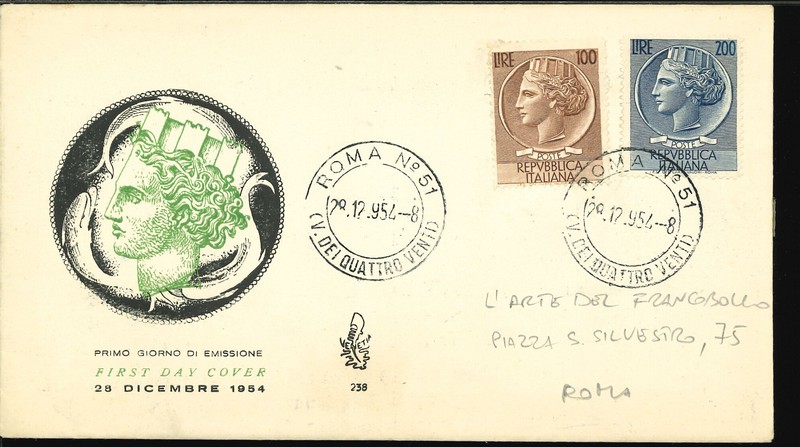 LIRE 100
POSTE
REPVBBLICA
ITALIANA
LIRE 200
POSTE
REPVBBLICA
ITALIANA
ROMA Nº 51
28.12.954-8
(V. DEI QUATTRO VENTI)
ROMA Nº 51
28.12.954-8
(V. DEI QUATTRO VENTI)
L'ARTE DEL FRANCOBOLLO
PIAZZA S. SILVESTRO, 75
ROMA
PRIMO GIORNO DI EMISSIONE
FIRST DAY COVER
28 DICEMBRE 1954
238